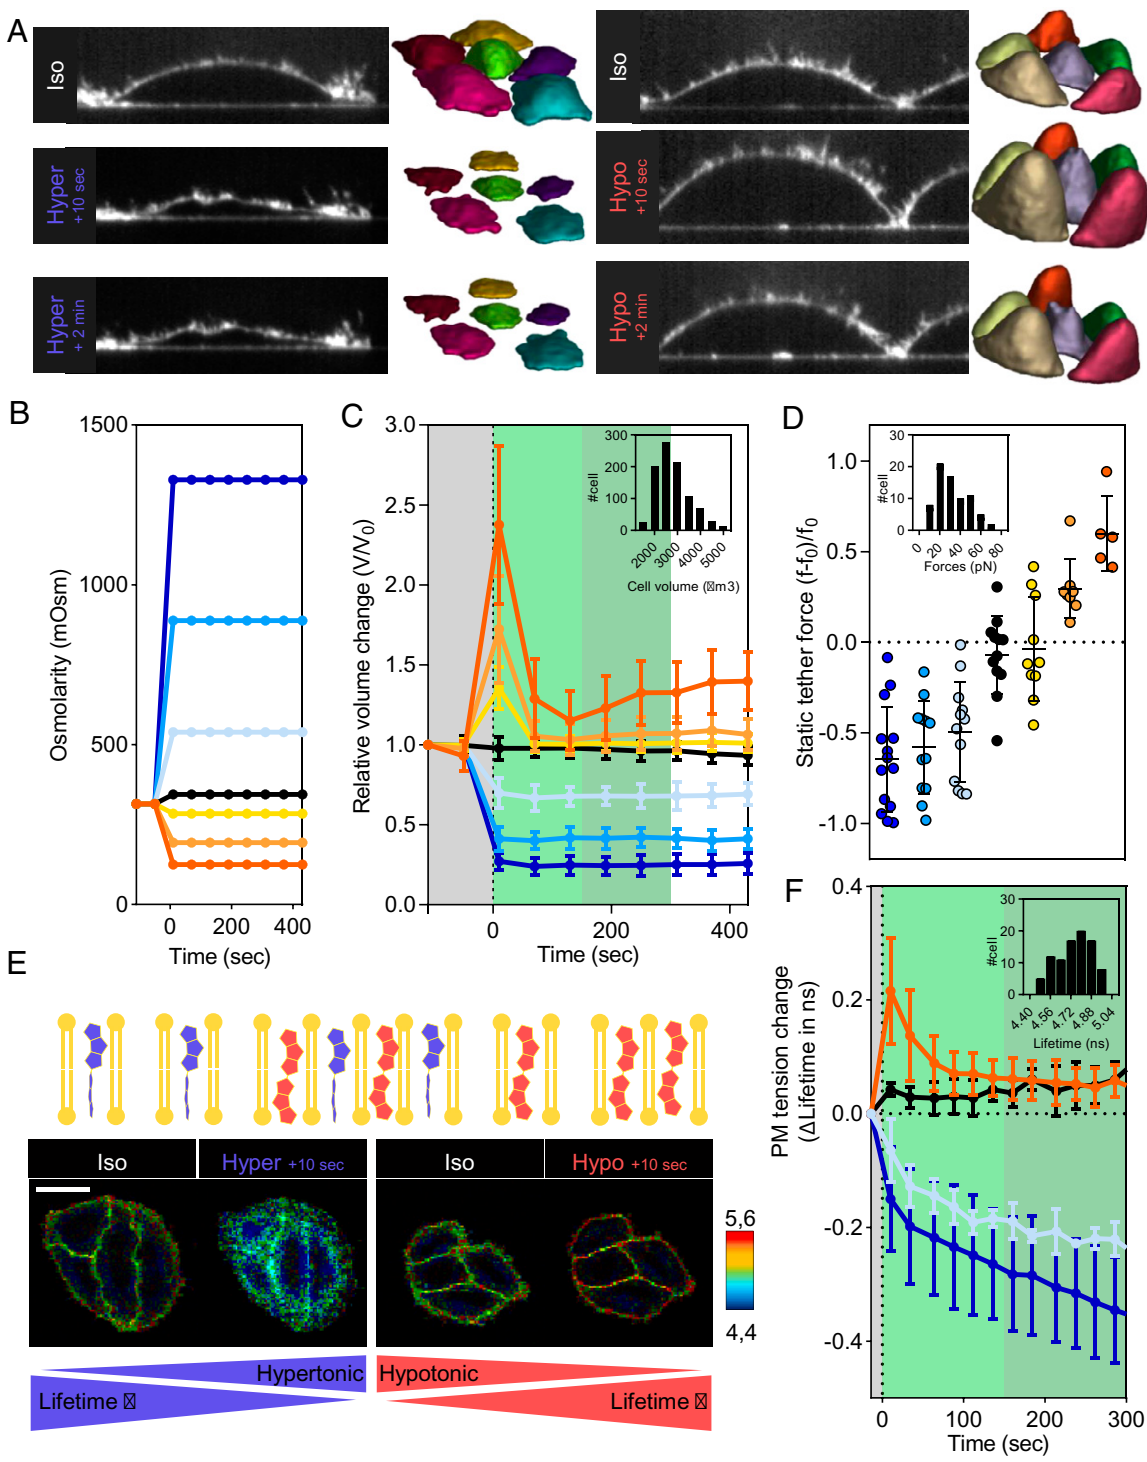 A
Iso
Iso
Hyper
+10 sec
Hypo
+10 sec
Hyper
+2 min
Hypo
+2 min
B
1500
1000
500
0
Osmolarity (mOsm)
0 200 400
Time (sec)
C
3.0
2.5
2.0
1.5
1.0
0.5
0.0
Relative volume change (V/V0)
0 200 400
Time (sec)
300
200
100
0
#cell
2000 3000 4000 5000
Cell volume (▯m3)
D
1.0
0.5
0.0
-0.5
-1.0
Static tether force (f-f0)/f0
30
20
10
0
#cell
0 20 40 60 80
Forces (pN)
E
Iso Hyper +10 sec Iso Hypo +10 sec
5,6
4,4
Hypertonic Hypotonic
Lifetime ▯ Lifetime ▯
F
0.4
0.2
0.0
-0.2
-0.4
PM tension change
(ΔLifetime in ns)
0 100 200 300
Time (sec)
30
20
10
0
#cell
4.40 4.56 4.72 4.88 5.04
Lifetime (ns)